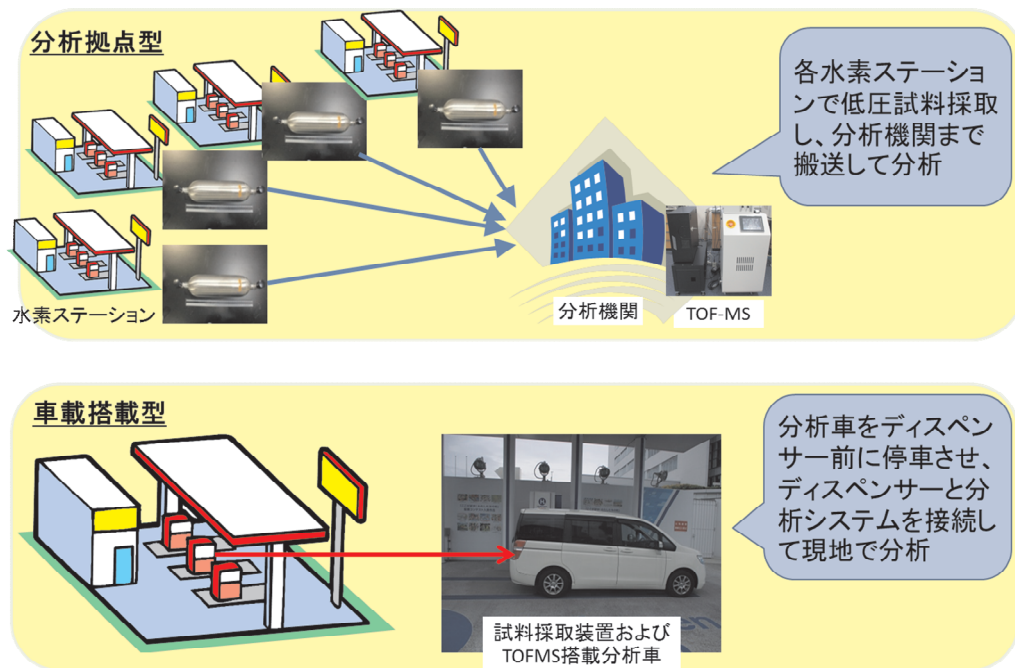 分析拠点型
各水素ステーショ
ンで低圧試料採取
し、分析機関まで
搬送して分析
水素ステーション
分析機関
TOF-MS
車載搭載型
分析車をディスペン
サー前に停車させ、
ディスペンサーと分
析システムを接続し
て現地で分析
試料採取装置および
TOFMS搭載分析車